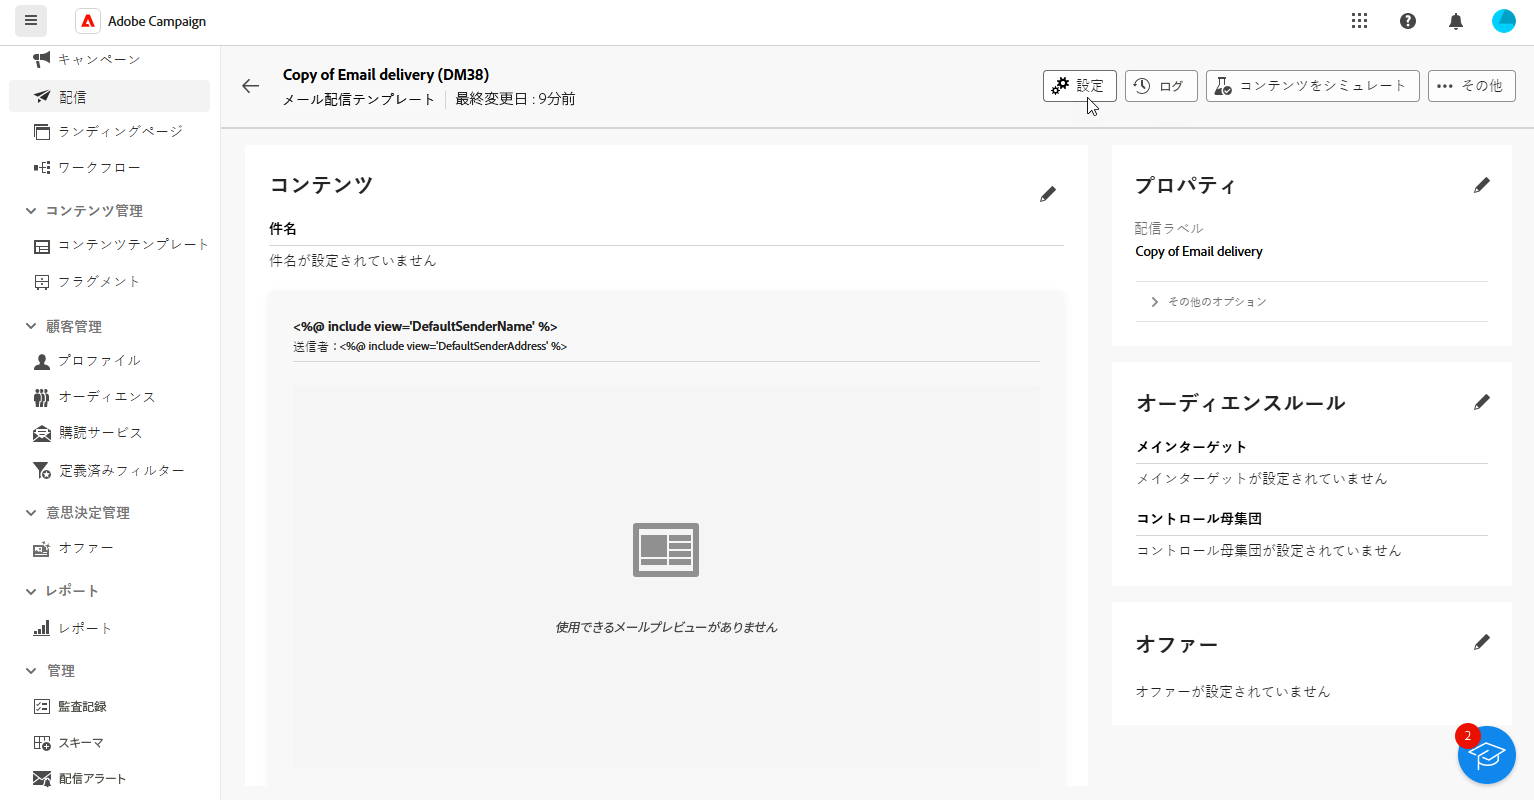 Adobe Campaign
キャンペーン
配信
ランディングページ
ワークフロー
コンテンツ管理
コンテンツテンプレート
フラグメント
顧客管理
プロファイル
オーディエンス
購読サービス
定義済みフィルター
意思決定管理
オファー
レポート
レポート
管理
監査記録
スキーマ
配信アラート
Copy of Email delivery (DM38)
メール配信テンプレート 最終変更日 : 9分前
設定
ログ
コンテンツをシミュレート
その他
コンテンツ
件名
件名が設定されていません
<%@ include view='DefaultSenderName' %>
送信者 : <%@ include view='DefaultSenderAddress' %>
使用できるメールプレビューがありません
プロパティ
配信ラベル
Copy of Email delivery
その他のオプション
オーディエンスルール
メインターゲット
メインターゲットが設定されていません
コントロール母集団
コントロール母集団が設定されていません
オファー
オファーが設定されていません
2